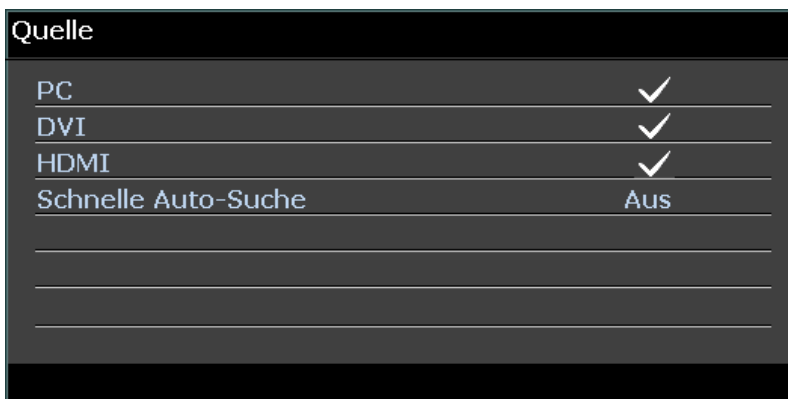 Quelle
PC ✓
DVI ✓
HDMI ✓
Schnelle Auto-Suche Aus